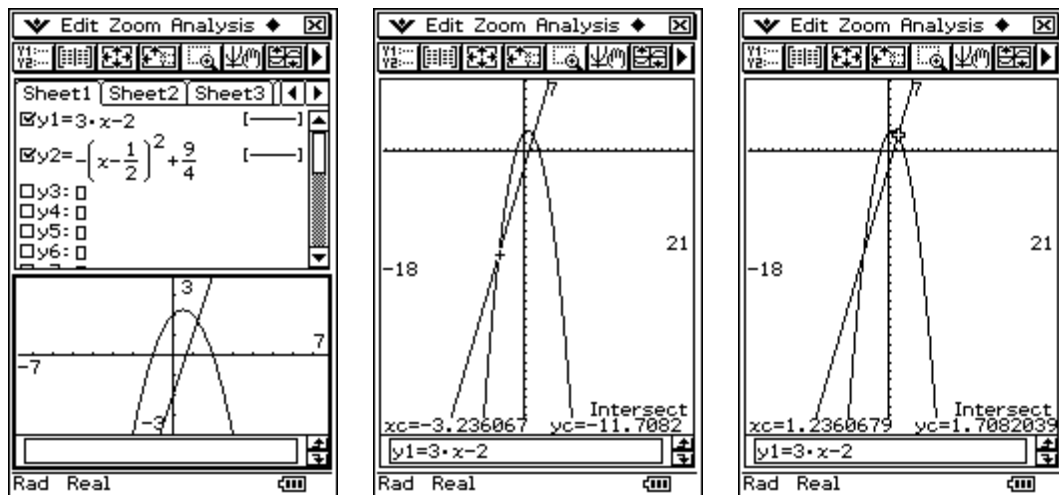 Edit Zoom Analysis ◆
Sheet1 Sheet2 Sheet3
y1=3·x-2 [—]
y2=-(x-1/2)^2+9/4 [—]
y3:
y4:
y5:
y6:
3
7
-7
-3
Rad Real
Edit Zoom Analysis ◆
7
21
-18
Intersect
xc=-3.236067 yc=-11.7082
y1=3·x-2
Rad Real
Edit Zoom Analysis ◆
7
21
-18
Intersect
xc=1.2360679 yc=1.7082039
y1=3·x-2
Rad Real